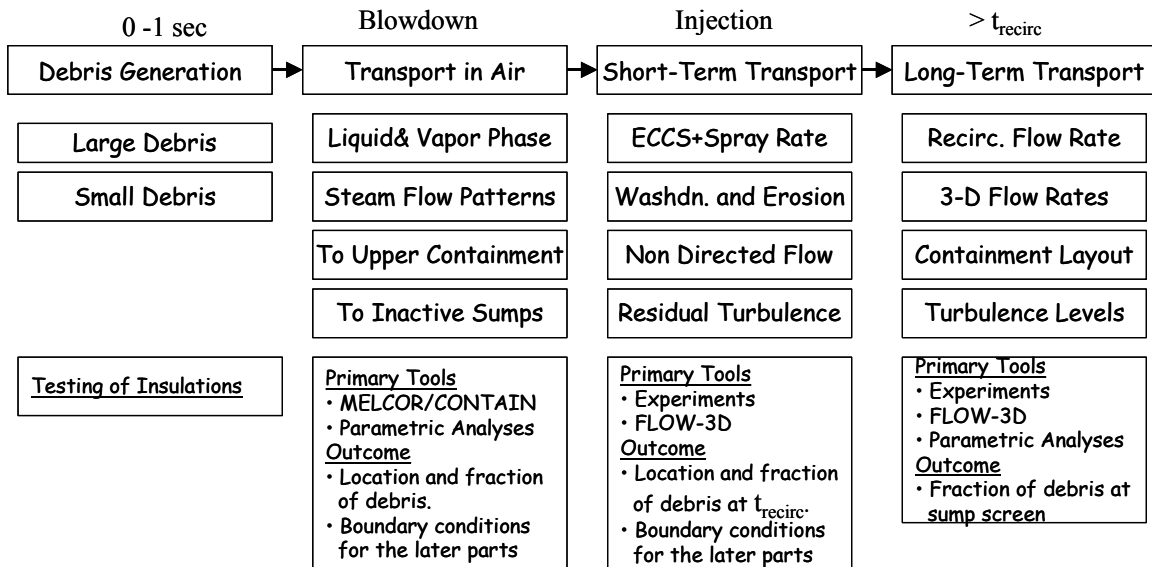 0 -1 sec
Blowdown
Injection
> t_recirc
Debris Generation
Transport in Air
Short-Term Transport
Long-Term Transport
Large Debris
Small Debris
Testing of Insulations
Liquid& Vapor Phase
Steam Flow Patterns
To Upper Containment
To Inactive Sumps
Primary Tools
• MELCOR/CONTAIN
• Parametric Analyses
Outcome
• Location and fraction
of debris.
• Boundary conditions
for the later parts
ECCS+Spray Rate
Washdn. and Erosion
Non Directed Flow
Residual Turbulence
Primary Tools
• Experiments
• FLOW-3D
Outcome
• Location and fraction
of debris at t_recirc.
• Boundary conditions
for the later parts
Recirc. Flow Rate
3-D Flow Rates
Containment Layout
Turbulence Levels
Primary Tools
• Experiments
• FLOW-3D
• Parametric Analyses
Outcome
• Fraction of debris at
sump screen